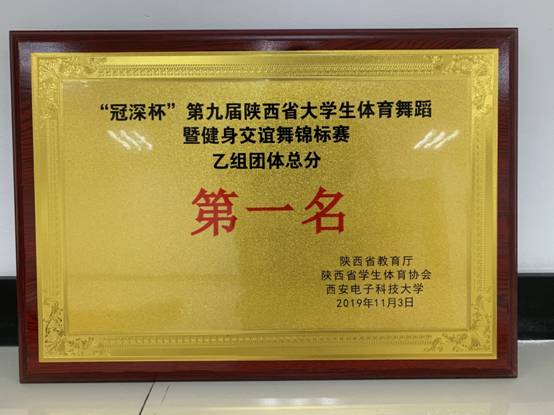 “冠深杯”第九届陕西省大学生体育舞蹈
暨健身交谊舞锦标赛
乙组团体总分
第一名
陕西省教育厅
陕西省学生体育协会
西安电子科技大学
2019年11月3日